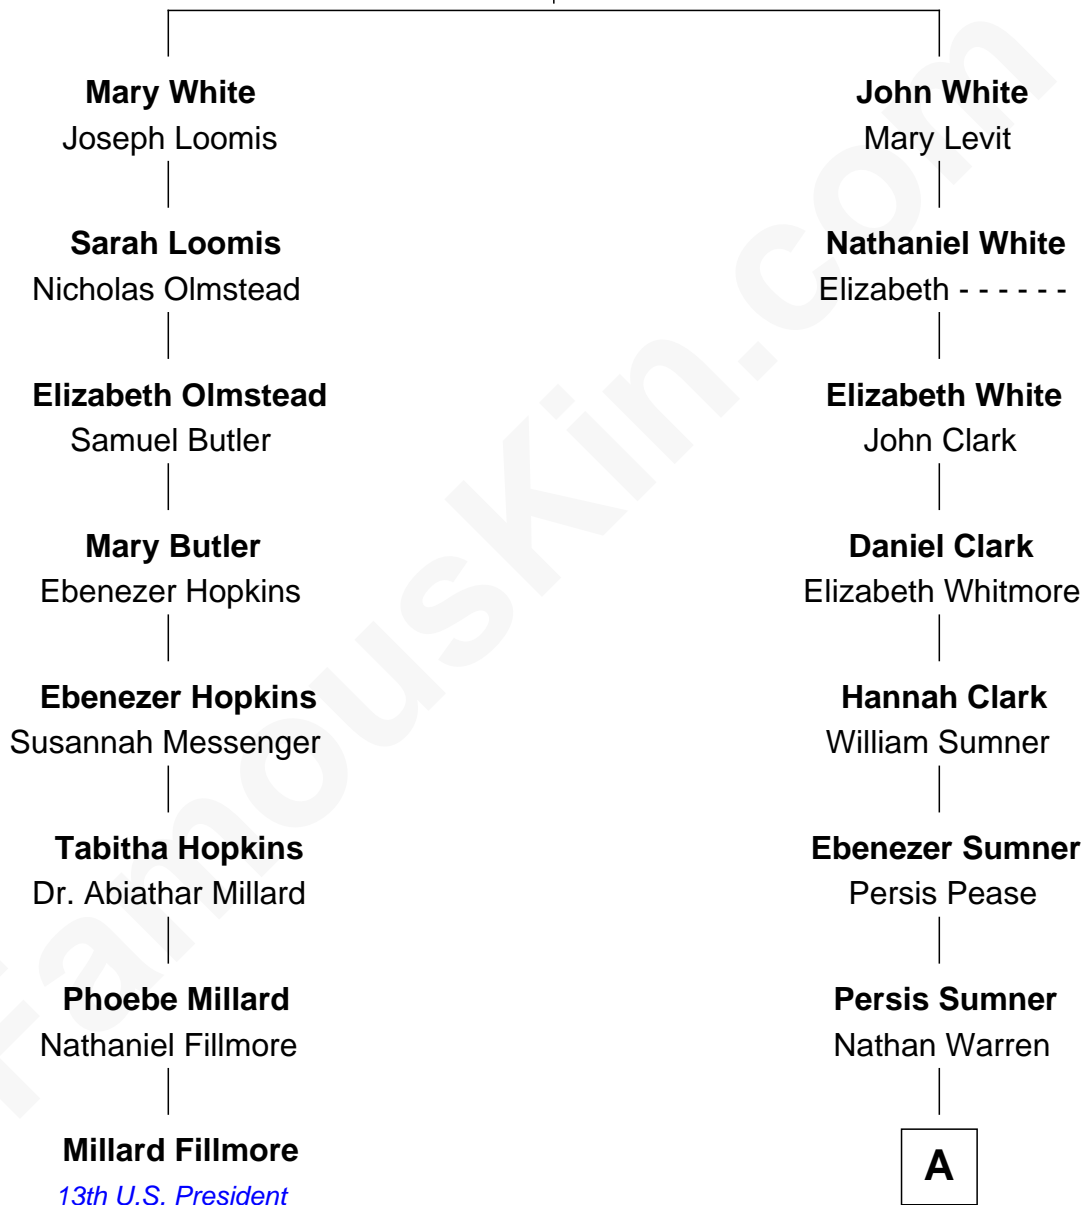 Mary White
Joseph Loomis
Sarah Loomis
Nicholas Olmstead
Elizabeth Olmstead
Samuel Butler
Mary Butler
Ebenezer Hopkins
Ebenezer Hopkins
Susannah Messenger
Tabitha Hopkins
Dr. Abiathar Millard
Phoebe Millard
Nathaniel Fillmore
Millard Fillmore
13th U.S. President
John White
Mary Levit
Nathaniel White
Elizabeth - - - - - -
Elizabeth White
John Clark
Daniel Clark
Elizabeth Whitmore
Hannah Clark
William Sumner
Ebenezer Sumner
Persis Pease
Persis Sumner
Nathan Warren
A
FamousKin.com